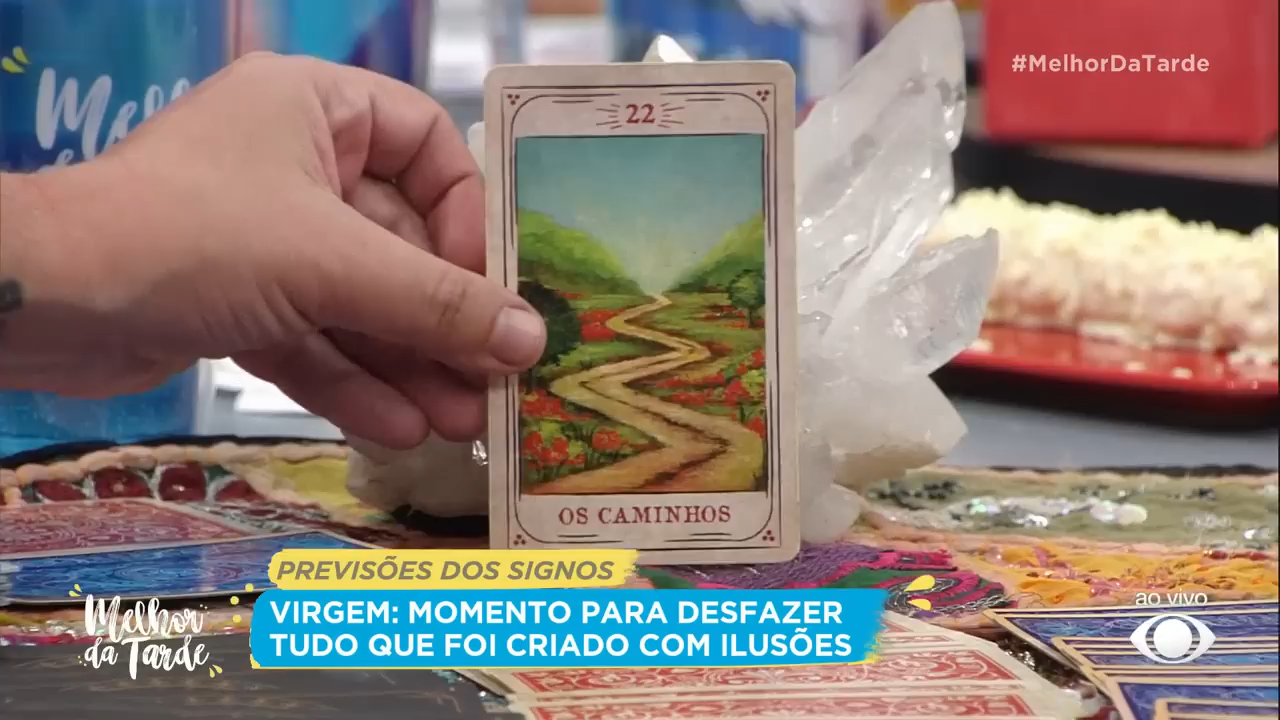 #MelhorDaTarde
22
OS CAMINHOS
PREVISÕES DOS SIGNOS
VIRGEM: MOMENTO PARA DESFAZER
TUDO QUE FOI CRIADO COM ILUSÕES
Melhor
da Tarde
ao vivo